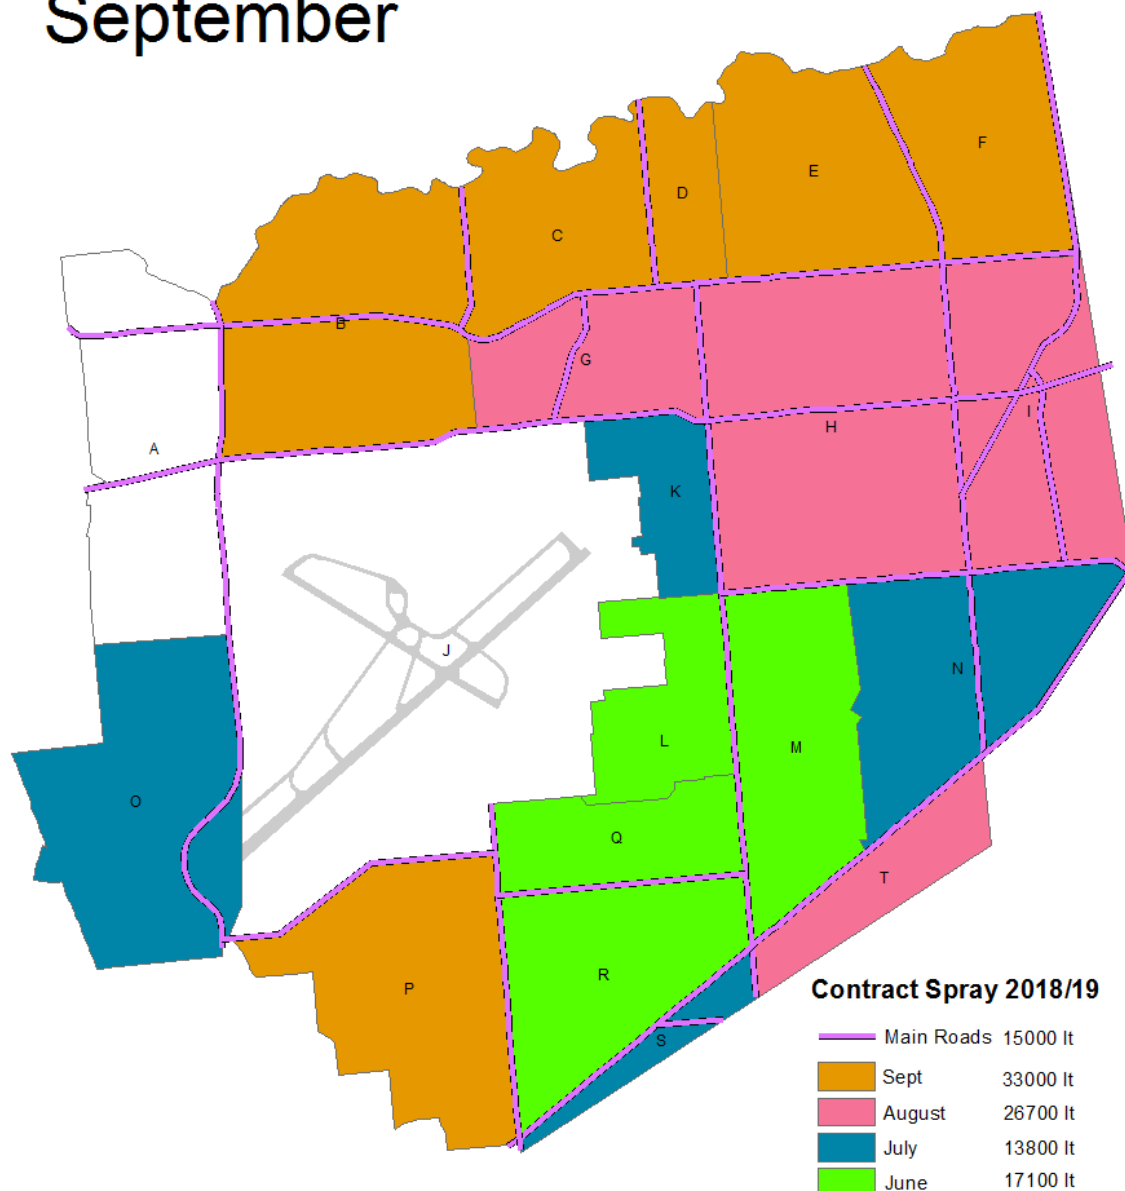 September
F
E
D
C
B
G
I
H
A
K
J
N
L
M
O
Q
T
R
P
S
Contract Spray 2018/19
Main Roads 15000 lt
Sept 33000 lt
August 26700 lt
July 13800 lt
June 17100 lt